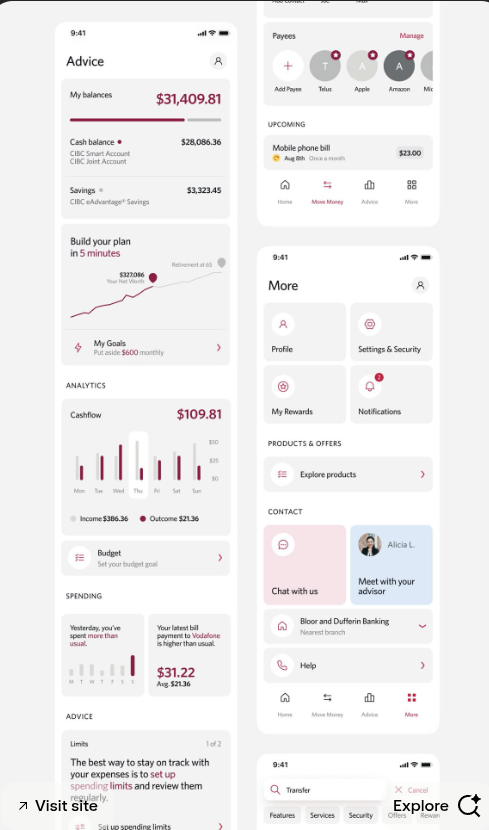 9:41
Advice
My balances
$31,409.81
Cash balance
$28,086.36
CIBC Smart Account
CIBC Joint Account
Savings
$3,323.45
CIBC eAdvantage® Savings
Build your plan
in 5 minutes
Retirement at 65
$327,086
Your Net Worth
My Goals
Put aside $600 monthly
ANALYTICS
Cashflow
$109.81
$50
$25
$0
Mon Tue Wed Thu Fri Sat Sun
Income $386.36
Outcome $21.36
Budget
Set your budget goal
SPENDING
Yesterday, you've
spent more than
usual.
M T W T F S S
Your latest bill
payment to Vodafone
is higher than usual.
$31.22
Avg. $21.36
ADVICE
Limits
1 of 2
The best way to stay on track with
your expenses is to set up
spending limits and review them
regularly.
Set up spending limits
Visit site
Payees
Manage
A A
Add Payee Telus Apple Amazon
UPCOMING
Mobile phone bill
Aug 8th Once a month
$23.00
Home Move Money Advice More
9:41
More
Profile
Settings & Security
My Rewards
2
Notifications
PRODUCTS & OFFERS
Explore products
CONTACT
Chat with us
Alicia L.
Meet with your
advisor
Bloor and Dufferin Banking
Nearest branch
Help
Home Move Money Advice More
9:41
Transfer
Cancel
Features Services Security Offers
Explore